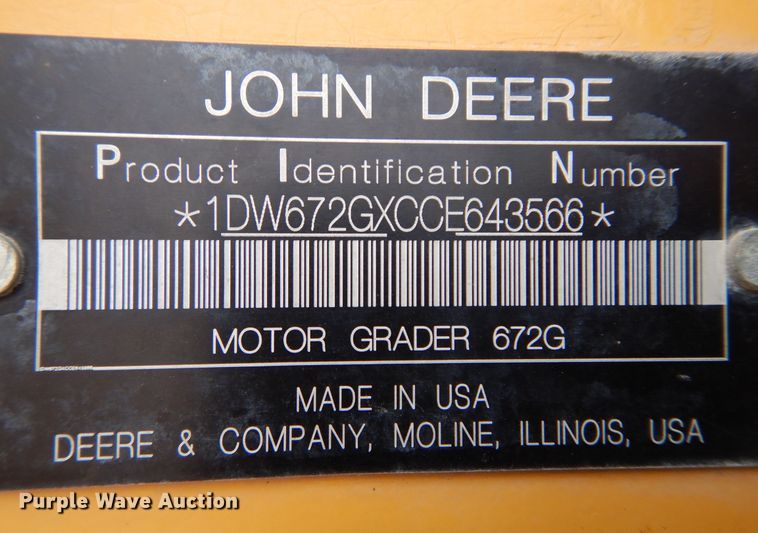 JOHN DEERE
Product Identification Number
*1DW672GXCCE643566*
MOTOR GRADER 672G
MADE IN USA
DEERE & COMPANY, MOLINE, ILLINOIS, USA
Purple Wave Auction